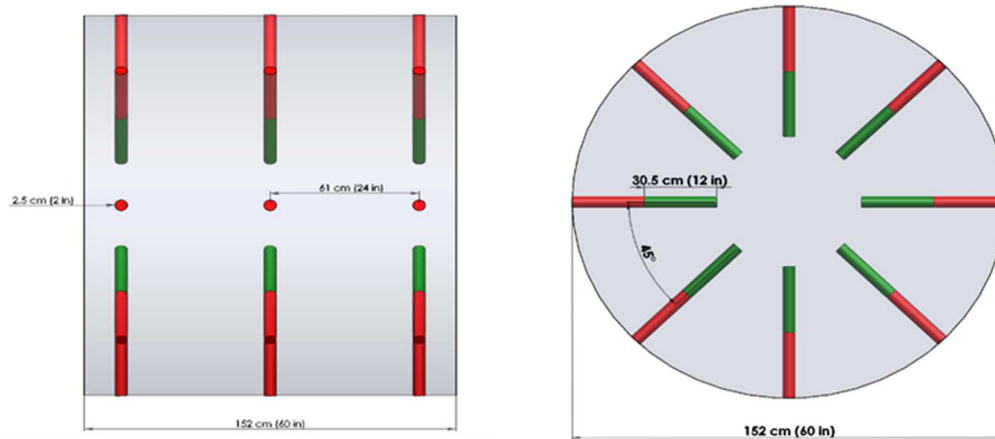 61 cm (24 in)
2.5 cm (2 in)
152 cm (60 in)
30.5 cm (12 in)
45°
152 cm (60 in)